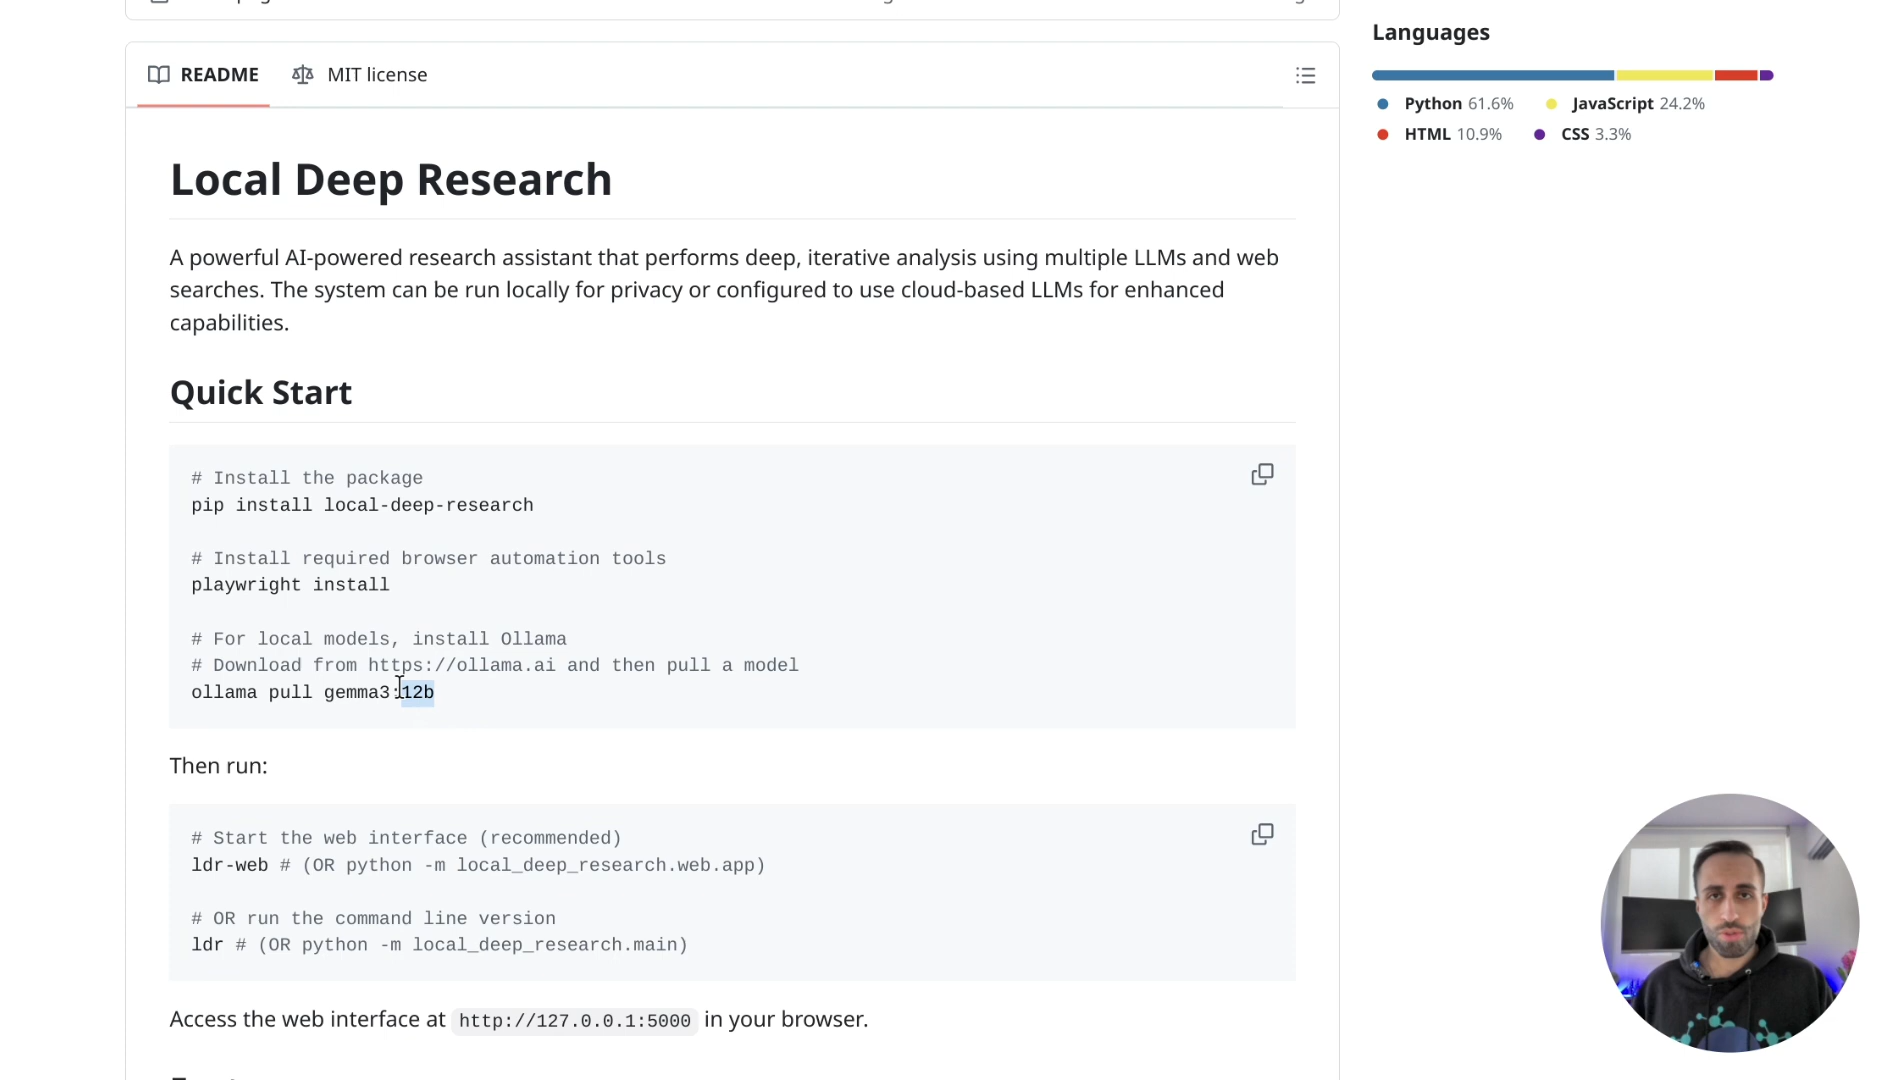 Languages
README
MIT license
Python 61.6%
JavaScript 24.2%
HTML 10.9%
CSS 3.3%
Local Deep Research
A powerful AI-powered research assistant that performs deep, iterative analysis using multiple LLMs and web
searches. The system can be run locally for privacy or configured to use cloud-based LLMs for enhanced
capabilities.
Quick Start
# Install the package
pip install local-deep-research
# Install required browser automation tools
playwright install
# For local models, install Ollama
# Download from https://ollama.ai and then pull a model
ollama pull gemma3:12b
Then run:
# Start the web interface (recommended)
ldr-web # (OR python -m local_deep_research.web.app)
# OR run the command line version
ldr # (OR python -m local_deep_research.main)
Access the web interface at http://127.0.0.1:5000 in your browser.